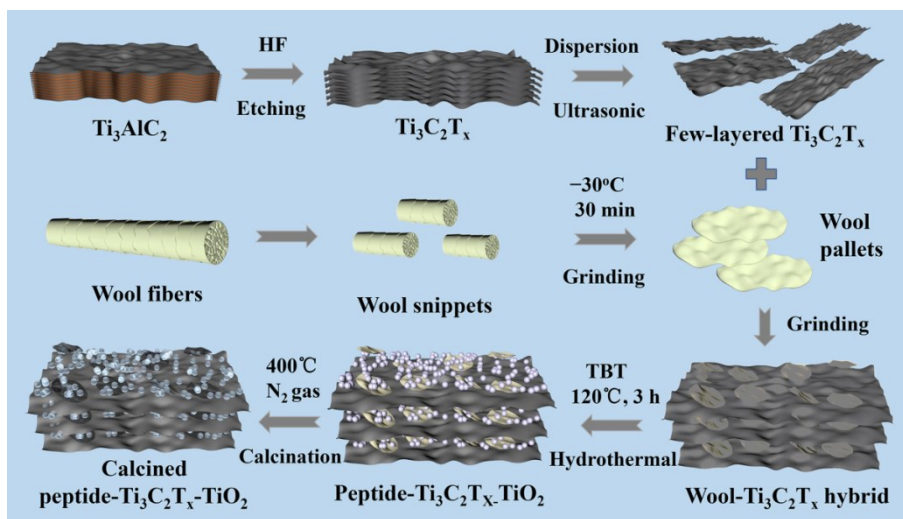 HF
Etching
Dispersion
Ultrasonic
Ti₃AlC₂
Ti₃C₂Tₓ
Few-layered Ti₃C₂Tₓ
−30°C
30 min
Grinding
Wool fibers
Wool snippets
Wool
pallets
Grinding
TBT
120℃, 3 h
Hydrothermal
400℃
N₂ gas
Calcination
Wool-Ti₃C₂Tₓ hybrid
Peptide-Ti₃C₂T_X-TiO₂
Calcined
peptide-Ti₃C₂Tₓ-TiO₂